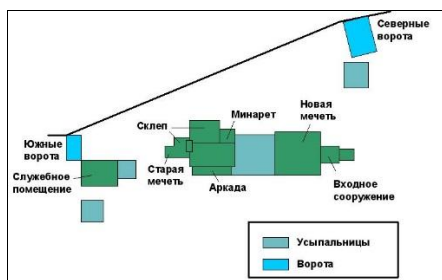 Северные
ворота
Склеп
Минарет
Новая
мечеть
Южные
ворота
Служебное
помещение
Старая
мечеть
Аркада
Входное
сооружение
Усыпальницы
Ворота